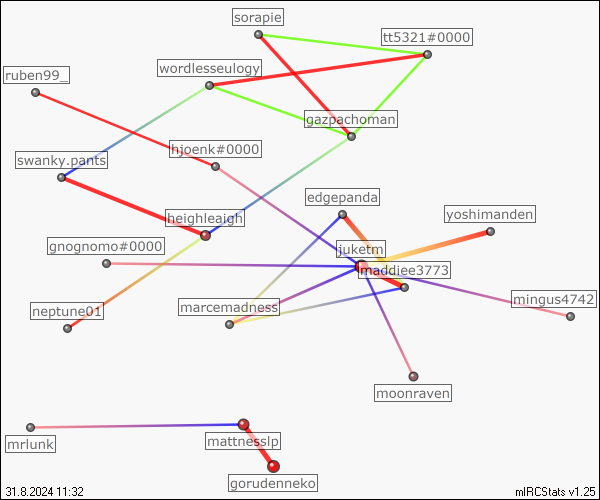 sorapie
tt5321#0000
wordlesseulogy
ruben99_
gazpachoman
hjoenk#0000
swanky.pants
edgepanda
heighleaigh
yoshimanden
gnognomo#0000
juketm
maddiee3773
mingus4742
marcemadness
neptune01
moonraven
mattnesslp
mrlunk
gorudenneko
31.8.2024 11:32
mIRCStats v1.25